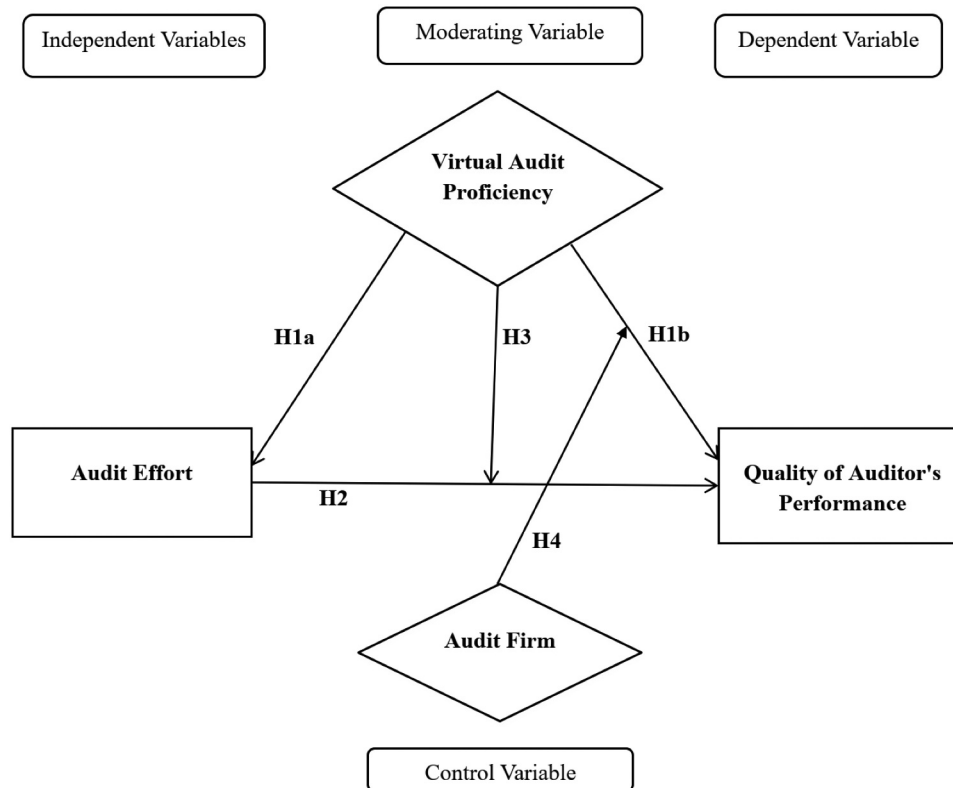 Independent Variables
Moderating Variable
Dependent Variable
Virtual Audit
Proficiency
H1a
H3
H1b
Audit Effort
Quality of Auditor's
Performance
H2
H4
Audit Firm
Control Variable